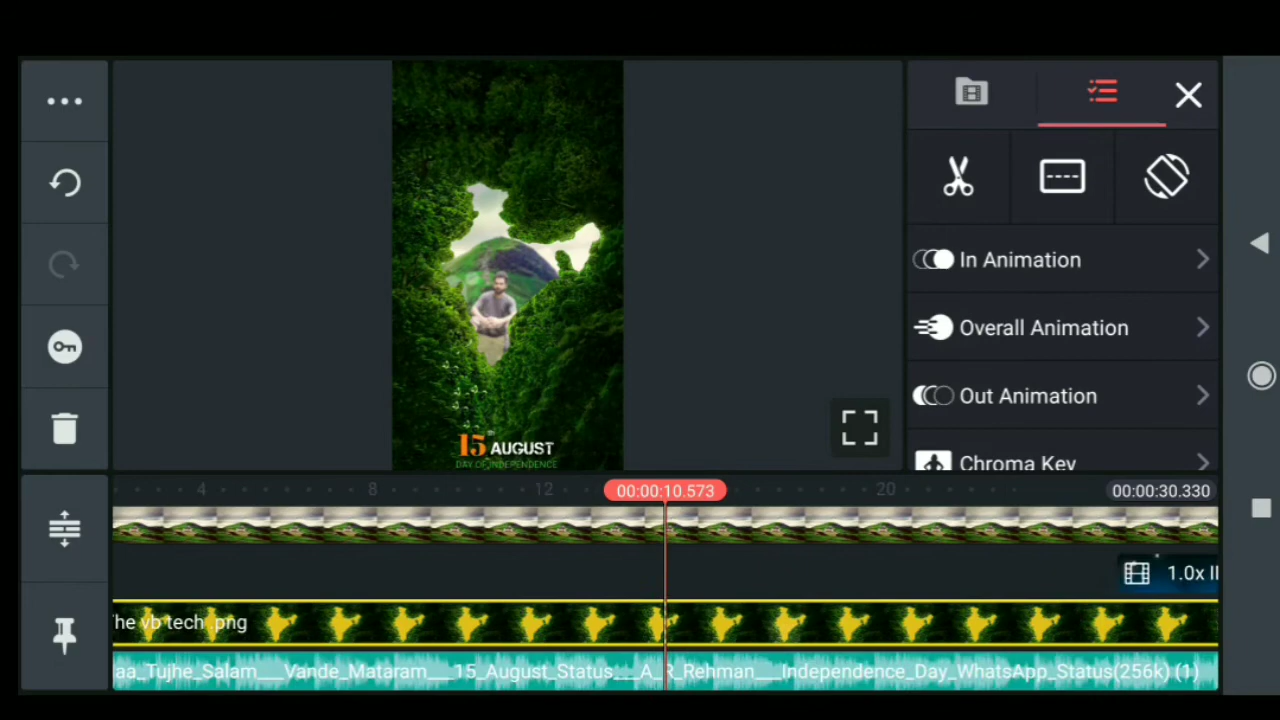 In Animation
Overall Animation
Out Animation
Chroma Key
15 AUGUST
DAY OF INDEPENDENCE
4
8
12
00:00:10.573
20
00:00:30.330
1.0x
he vb tech .png
aa_Tujhe_Salam___Vande_Mataram___15_August_Status___A_R_Rehman___Independence_Day_WhatsApp_Status(256k) (1)